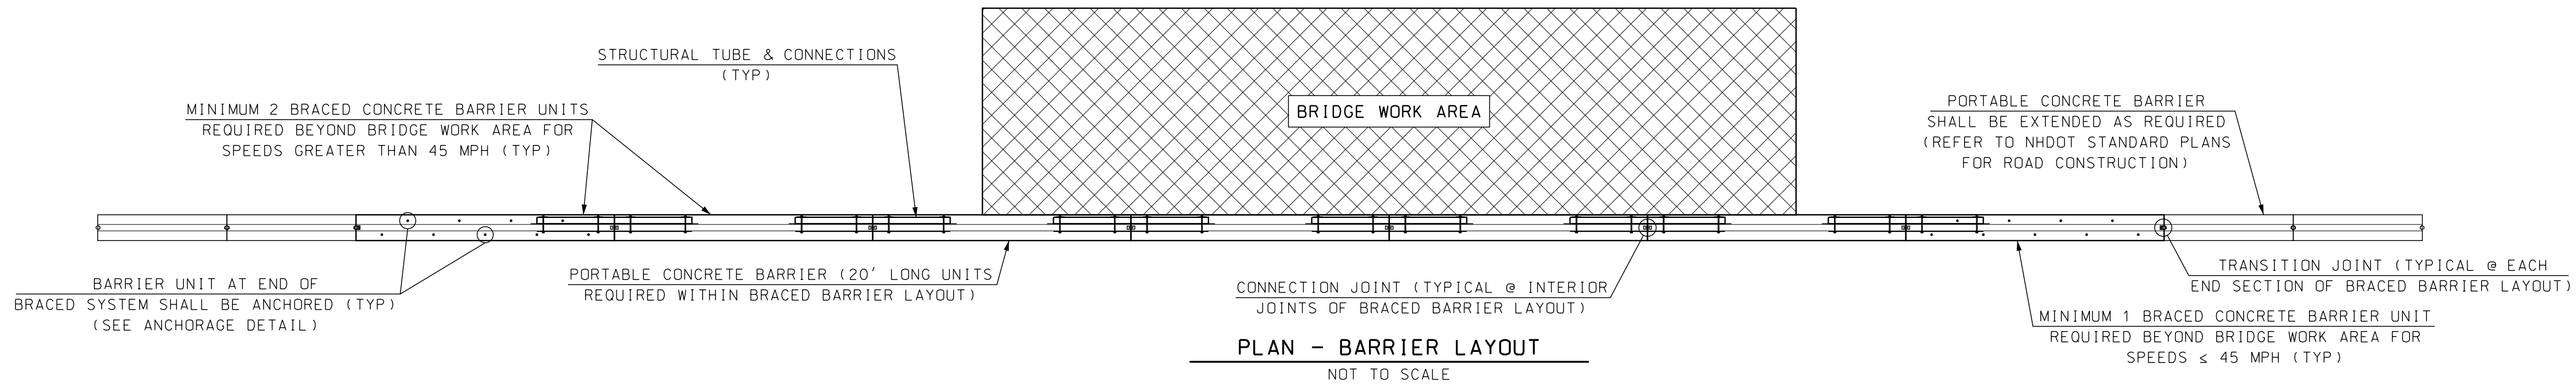 STRUCTURAL TUBE & CONNECTIONS
(TYP)
MINIMUM 2 BRACED CONCRETE BARRIER UNITS
REQUIRED BEYOND BRIDGE WORK AREA FOR
SPEEDS GREATER THAN 45 MPH (TYP)
BRIDGE WORK AREA
PORTABLE CONCRETE BARRIER
SHALL BE EXTENDED AS REQUIRED
(REFER TO NHDOT STANDARD PLANS
FOR ROAD CONSTRUCTION)
BARRIER UNIT AT END OF
BRACED SYSTEM SHALL BE ANCHORED (TYP)
(SEE ANCHORAGE DETAIL)
PORTABLE CONCRETE BARRIER (20' LONG UNITS
REQUIRED WITHIN BRACED BARRIER LAYOUT)
CONNECTION JOINT (TYPICAL @ INTERIOR
JOINTS OF BRACED BARRIER LAYOUT)
TRANSITION JOINT (TYPICAL @ EACH
END SECTION OF BRACED BARRIER LAYOUT)
MINIMUM 1 BRACED CONCRETE BARRIER UNIT
REQUIRED BEYOND BRIDGE WORK AREA FOR
SPEEDS ≤ 45 MPH (TYP)
PLAN - BARRIER LAYOUT
NOT TO SCALE